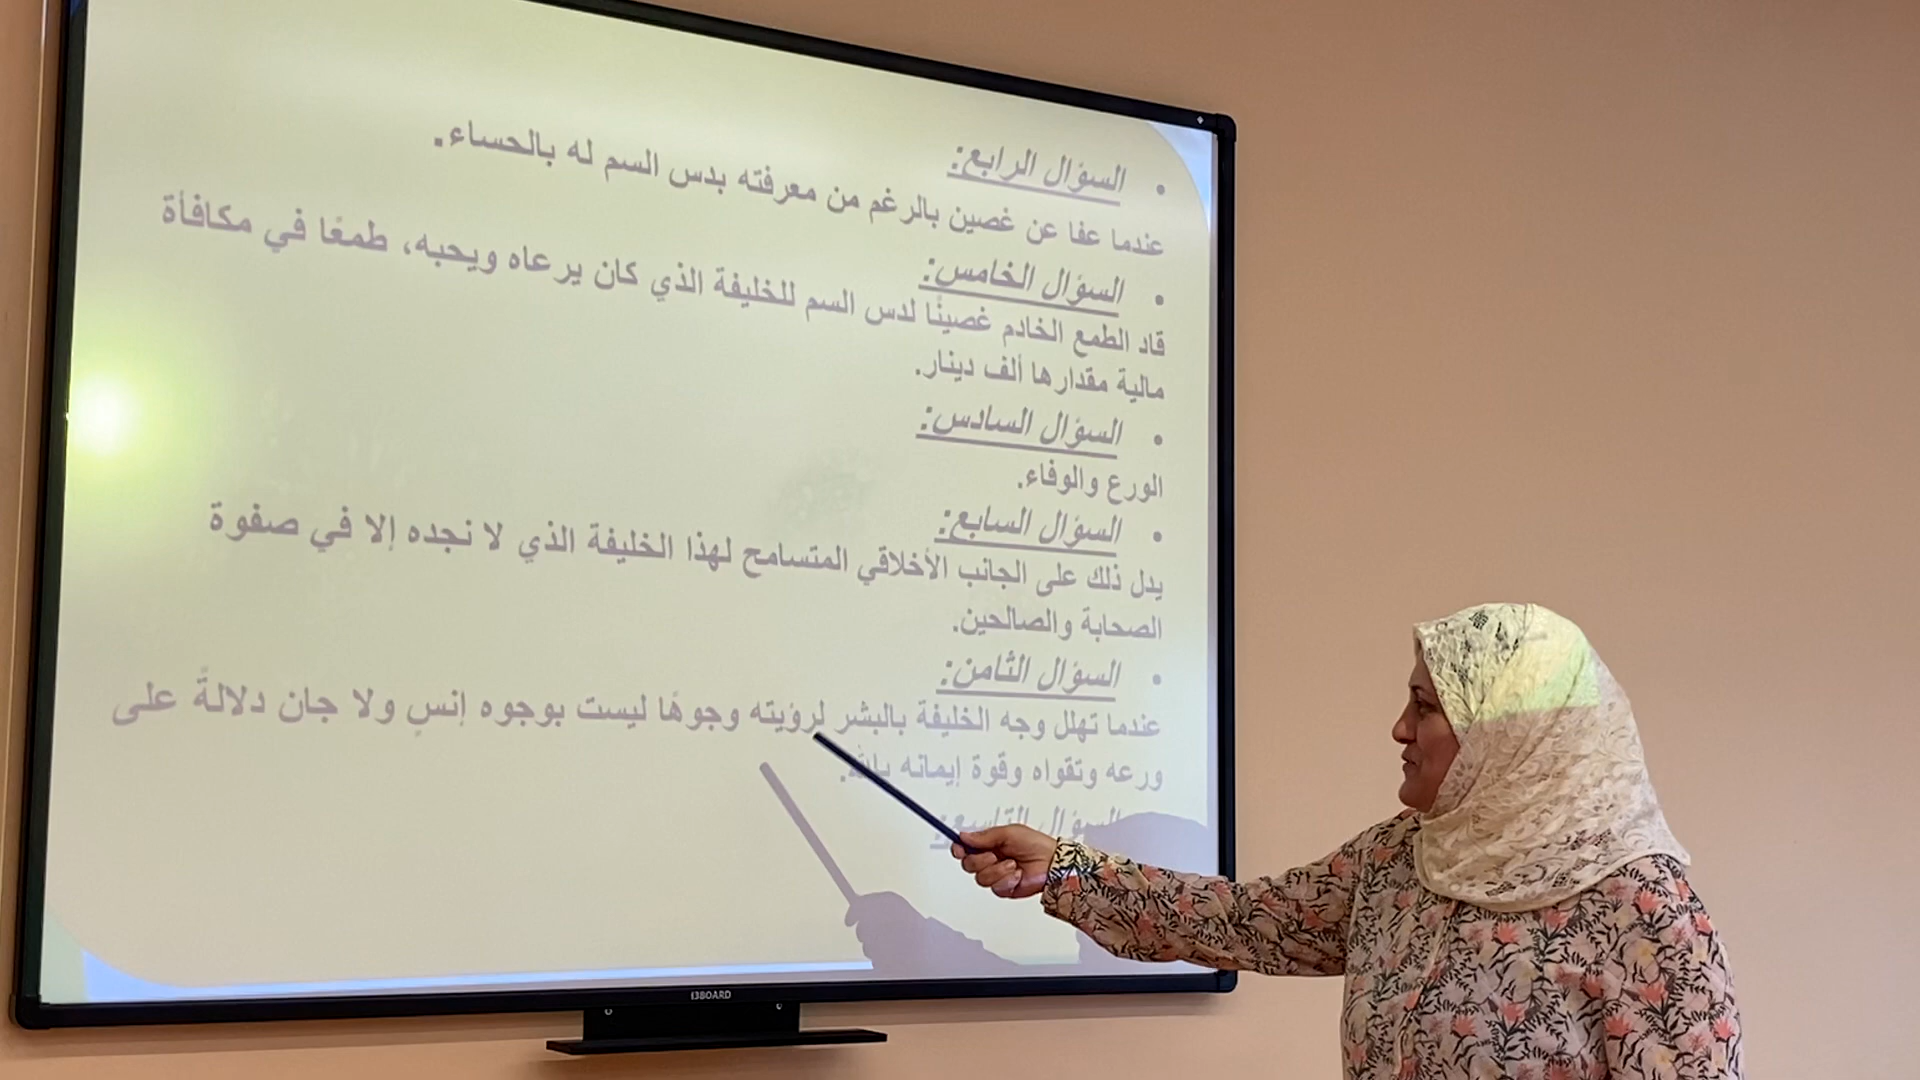 السؤال الرابع:
عندما عفا عن غصين بالرغم من معرفته بدس السم له بالحساء.
السؤال الخامس:
قاد الطمع الخادم غصينًا لدس السم للخليفة الذي كان يرعاه ويحبه، طمعًا في مكافأة
مالية مقدارها ألف دينار.
السؤال السادس:
الورع والوفاء.
السؤال السابع:
يدل ذلك على الجانب الأخلاقي المتسامح لهذا الخليفة الذي لا نجده إلا في صفوة
الصحابة والصالحين.
السؤال الثامن:
عندما تهلل وجه الخليفة بالبشر لرؤيته وجوهًا ليست بوجوه إنسٍ ولا جان دلالةً على
ورعه وتقواه وقوة إيمانه بالله.
السؤال التاسع:
i3BOARD